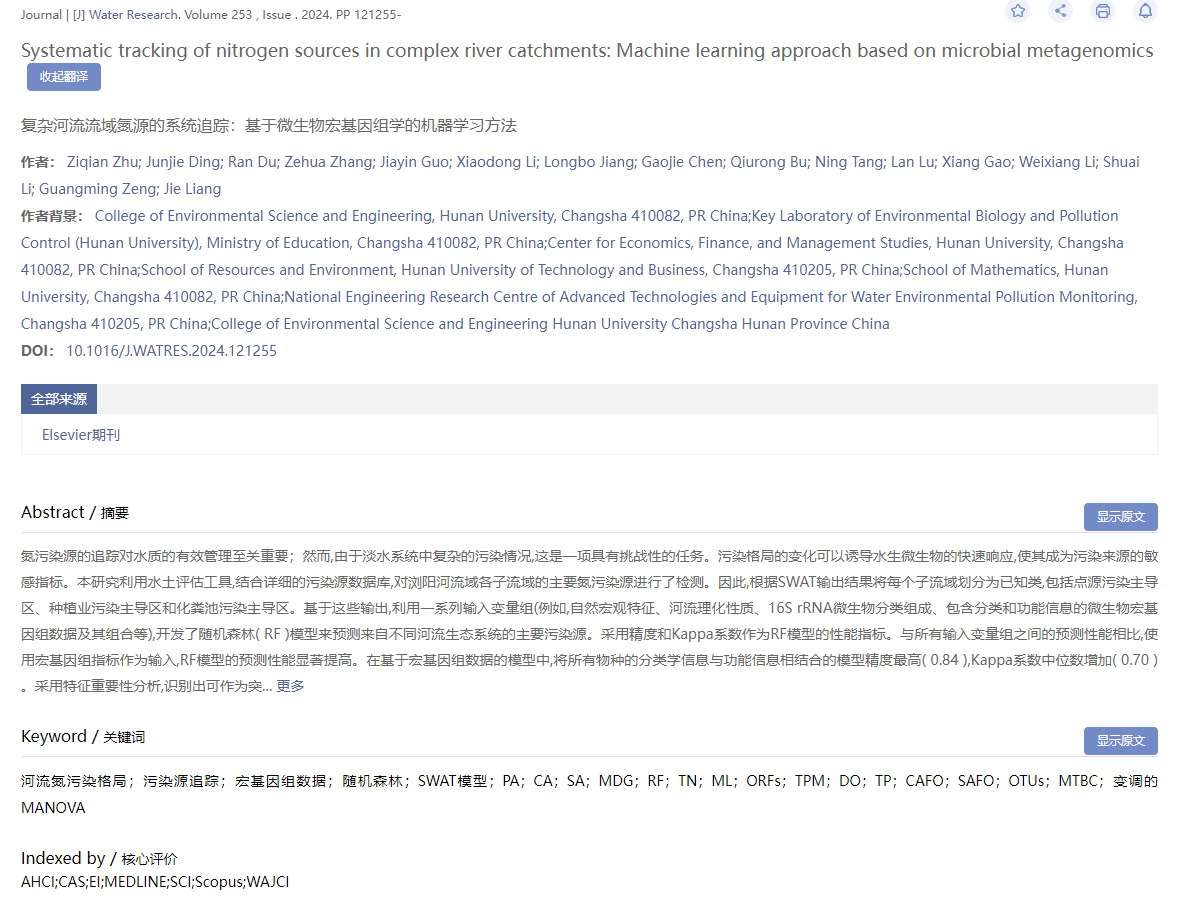 Journal | [J] Water Research. Volume 253 , Issue . 2024. PP 121255-
Systematic tracking of nitrogen sources in complex river catchments: Machine learning approach based on microbial metagenomics
收起翻译
复杂河流流域氮源的系统追踪：基于微生物宏基因组学的机器学习方法
作者： Ziqian Zhu; Junjie Ding; Ran Du; Zehua Zhang; Jiayin Guo; Xiaodong Li; Longbo Jiang; Gaojie Chen; Qiurong Bu; Ning Tang; Lan Lu; Xiang Gao; Weixiang Li; Shuai
Li; Guangming Zeng; Jie Liang
作者背景： College of Environmental Science and Engineering, Hunan University, Changsha 410082, PR China;Key Laboratory of Environmental Biology and Pollution
Control (Hunan University), Ministry of Education, Changsha 410082, PR China;Center for Economics, Finance, and Management Studies, Hunan University, Changsha
410082, PR China;School of Resources and Environment, Hunan University of Technology and Business, Changsha 410205, PR China;School of Mathematics, Hunan
University, Changsha 410082, PR China;National Engineering Research Centre of Advanced Technologies and Equipment for Water Environmental Pollution Monitoring,
Changsha 410205, PR China;College of Environmental Science and Engineering Hunan University Changsha Hunan Province China
DOI： 10.1016/J.WATRES.2024.121255
全部来源
Elsevier期刊
Abstract / 摘要
显示原文
氮污染源的追踪对水质的有效管理至关重要；然而,由于淡水系统中复杂的污染情况,这是一项具有挑战性的任务。污染格局的变化可以诱导水生微生物的快速响应,使其成为污染来源的敏
感指标。本研究利用水土评估工具,结合详细的污染源数据库,对浏阳河流域各子流域的主要氮污染源进行了检测。因此,根据SWAT输出结果将每个子流域划分为已知类,包括点源污染主导
区、种植业污染主导区和化粪池污染主导区。基于这些输出,利用一系列输入变量组(例如,自然宏观特征、河流理化性质、16S rRNA微生物分类组成、包含分类和功能信息的微生物宏基
因组数据及其组合等),开发了随机森林( RF )模型来预测来自不同河流生态系统的主要污染源。采用精度和Kappa系数作为RF模型的性能指标。与所有输入变量组之间的预测性能相比,使
用宏基因组指标作为输入,RF模型的预测性能显著提高。在基于宏基因组数据的模型中,将所有物种的分类学信息与功能信息相结合的模型精度最高( 0.84 ),Kappa系数中位数增加( 0.70 )
。采用特征重要性分析,识别出可作为突... 更多
Keyword / 关键词
显示原文
河流氮污染格局；污染源追踪；宏基因组数据；随机森林；SWAT模型；PA；CA；SA；MDG；RF；TN；ML；ORFs；TPM；DO；TP；CAFO；SAFO；OTUs；MTBC；变调的
MANOVA
Indexed by / 核心评价
AHCI;CAS;EI;MEDLINE;SCI;Scopus;WAJCI